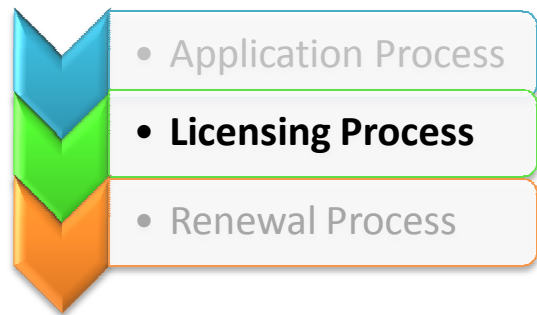 • Application Process
• Licensing Process
• Renewal Process